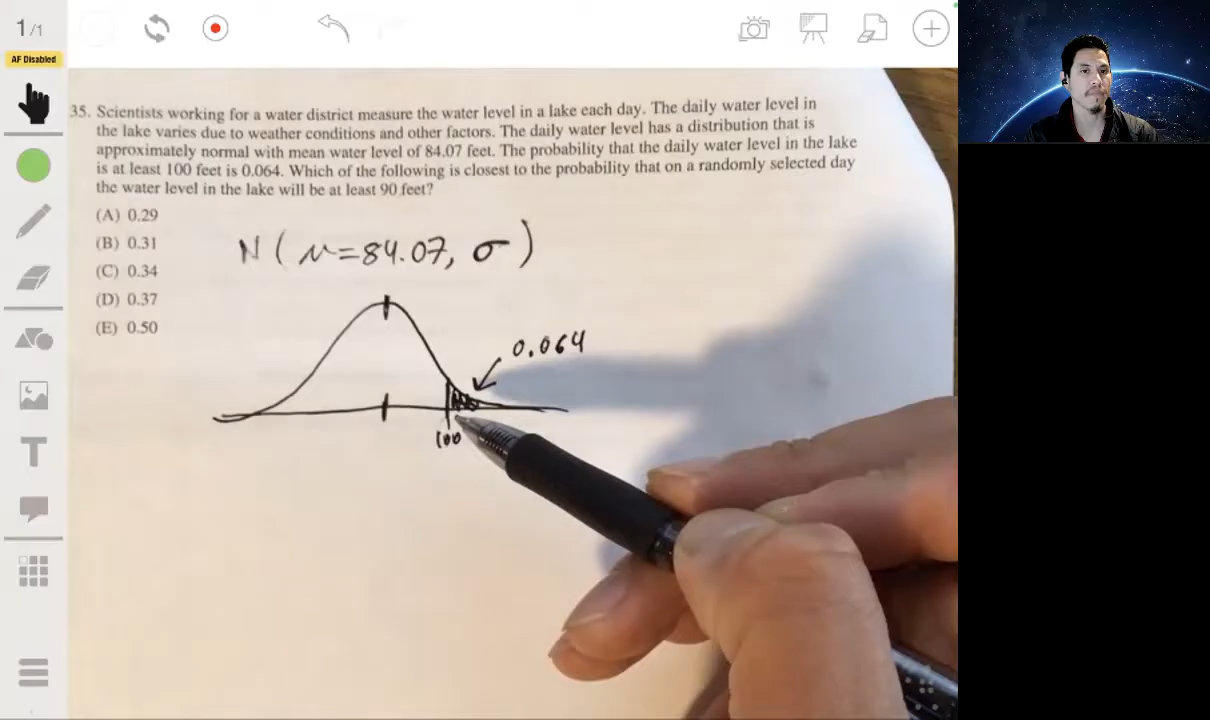 1/1
AF Disabled
35. Scientists working for a water district measure the water level in a lake each day. The daily water level in
the lake varies due to weather conditions and other factors. The daily water level has a distribution that is
approximately normal with mean water level of 84.07 feet. The probability that the daily water level in the lake
is at least 100 feet is 0.064. Which of the following is closest to the probability that on a randomly selected day
the water level in the lake will be at least 90 feet?
(A) 0.29
(B) 0.31
(C) 0.34
(D) 0.37
(E) 0.50
N ( μ=84.07, σ )
0.064
100
T